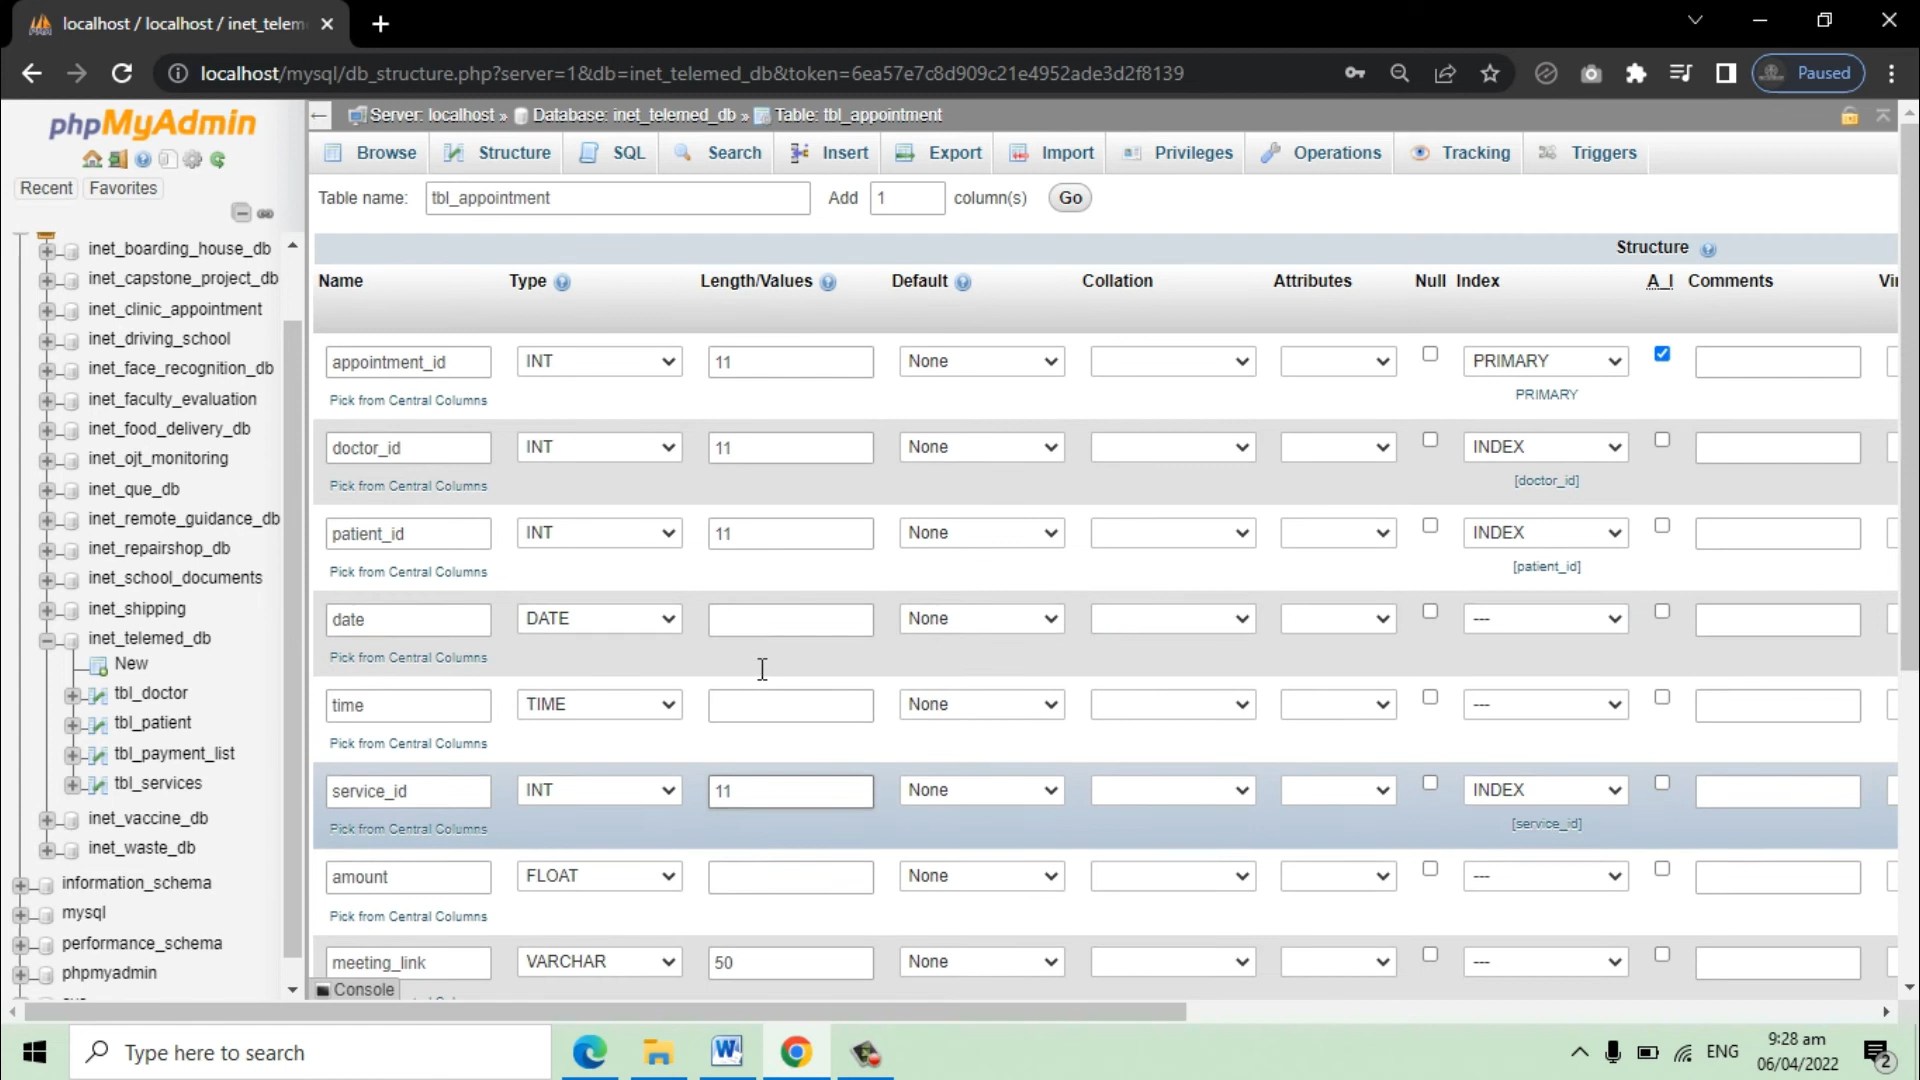 localhost / localhost / inet_telem
localhost/mysql/db_structure.php?server=1&db=inet_telemed_db&token=6ea57e7c8d909c21e4952ade3d2f8139
Paused
phpMyAdmin
Recent Favorites
inet_boarding_house_db
inet_capstone_project_db
inet_clinic_appointment
inet_driving_school
inet_face_recognition_db
inet_faculty_evaluation
inet_food_delivery_db
inet_ojt_monitoring
inet_que_db
inet_remote_guidance_db
inet_repairshop_db
inet_school_documents
inet_shipping
inet_telemed_db
New
tbl_doctor
tbl_patient
tbl_payment_list
tbl_services
inet_vaccine_db
inet_waste_db
information_schema
mysql
performance_schema
phpmyadmin
Server: localhost » Database: inet_telemed_db » Table: tbl_appointment
Browse Structure SQL Search Insert Export Import Privileges Operations Tracking Triggers
Table name: tbl_appointment Add 1 column(s) Go
Structure
Name Type Length/Values Default Collation Attributes Null Index A_I Comments Vir
appointment_id INT 11 None PRIMARY
Pick from Central Columns PRIMARY
doctor_id INT 11 None INDEX
Pick from Central Columns [doctor_id]
patient_id INT 11 None INDEX
Pick from Central Columns [patient_id]
date DATE None ---
Pick from Central Columns
time TIME None ---
Pick from Central Columns
service_id INT 11 None INDEX
Pick from Central Columns [service_id]
amount FLOAT None ---
Pick from Central Columns
meeting_link VARCHAR 50 None ---
Console
Type here to search
ENG
9:28 am
06/04/2022
2